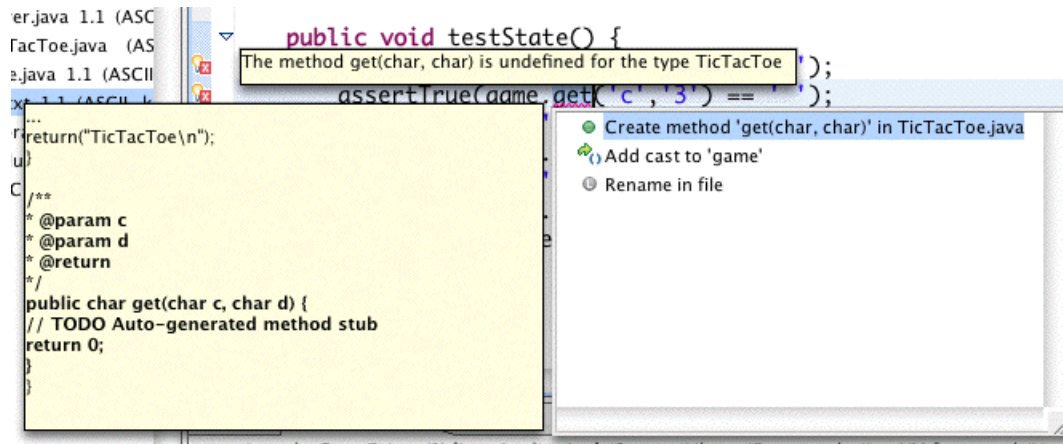 er.java 1.1 (ASC
TacToe.java (AS
e.java 1.1 (ASCII
public void testState() {
The method get(char, char) is undefined for the type TicTacToe
');
assertTrue(game.get('c','3') == ' ');
...
return("TicTacToe\n");
}
/**
* @param c
* @param d
* @return
*/
public char get(char c, char d) {
// TODO Auto-generated method stub
return 0;
}
}
Create method 'get(char, char)' in TicTacToe.java
Add cast to 'game'
Rename in file